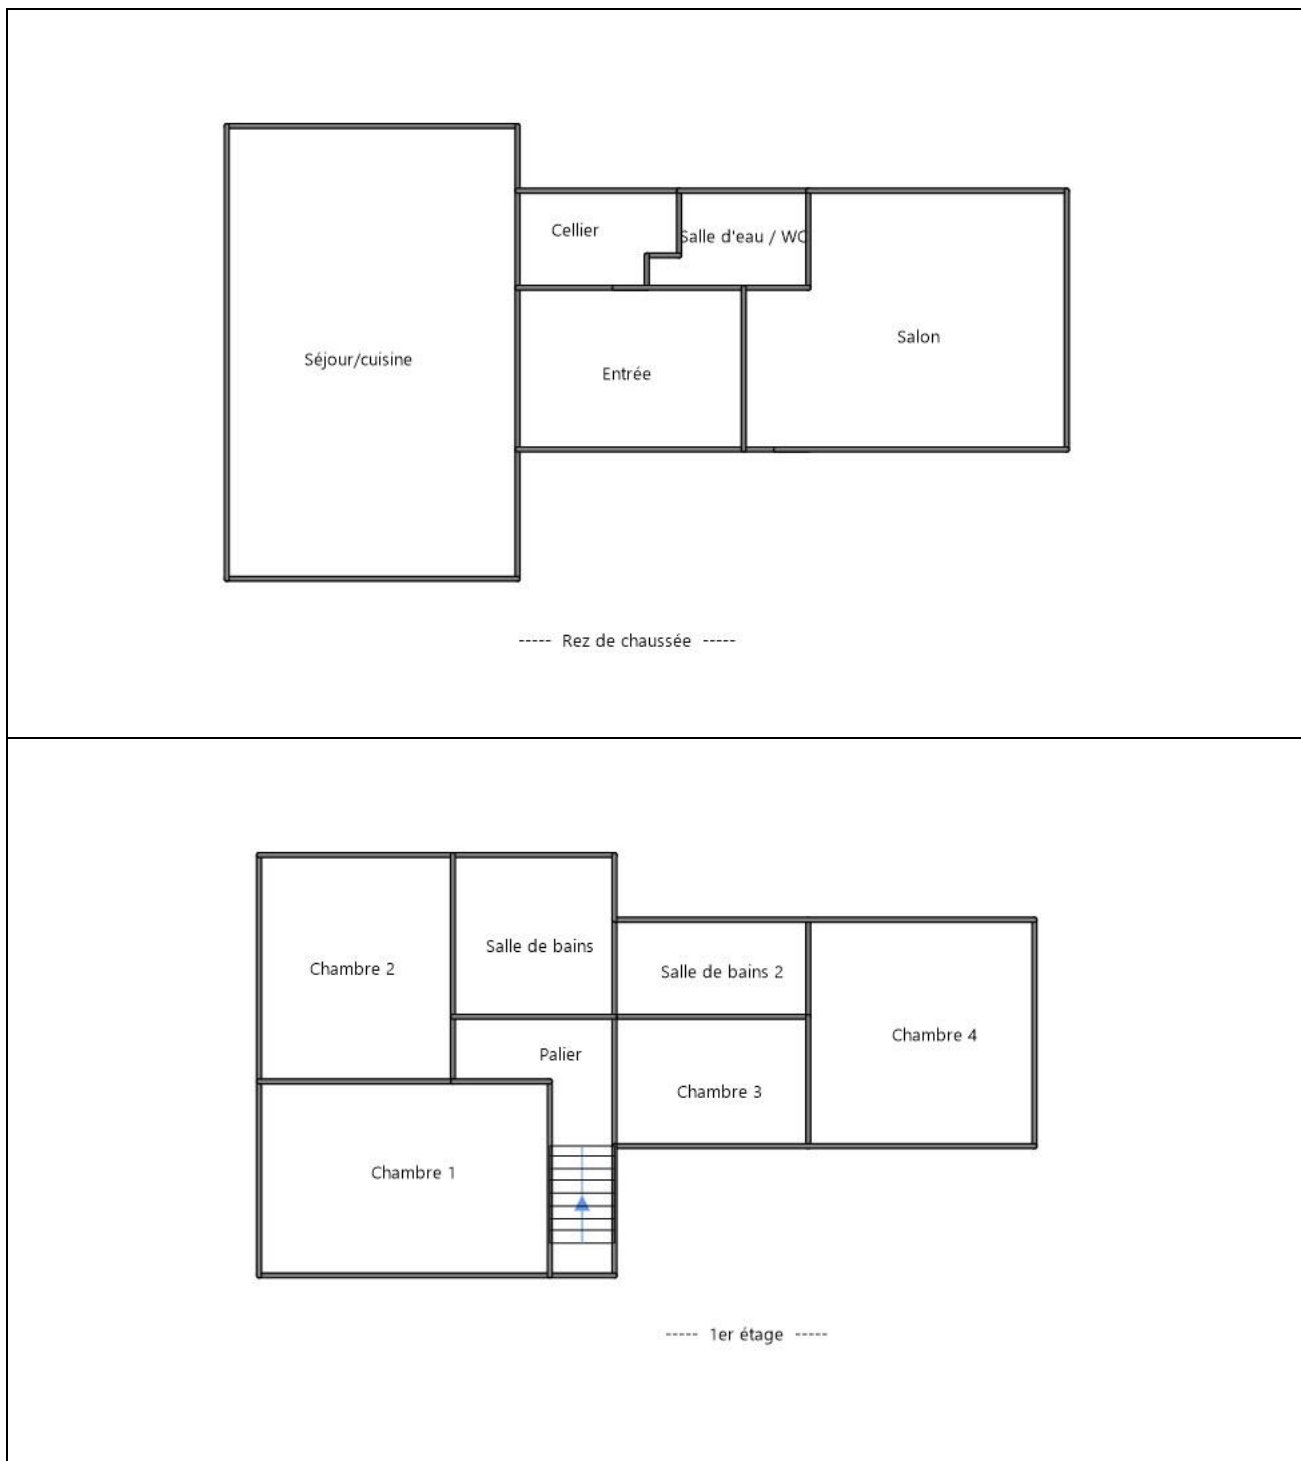 Cellier
Salle d'eau / WC
Salon
Séjour/cuisine
Entrée
----- Rez de chaussée -----
Salle de bains
Chambre 2
Salle de bains 2
Chambre 4
Palier
Chambre 3
Chambre 1
----- 1er étage -----